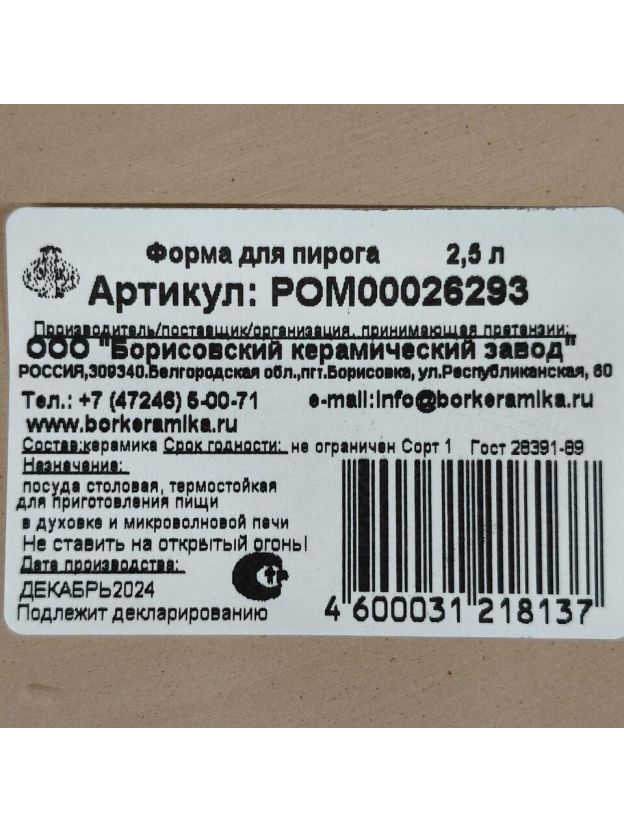 Форма для пирога 2,5 л
Артикул: РОМ00026293
Производитель/поставщик/организация, принимающая претензии:
ООО "Борисовский керамический завод"
РОССИЯ,309340.Белгородская обл.,пгт.Борисовка, ул.Республиканская, 60
Тел.: +7 (47246) 5-00-71 e-mail:info@borkeramika.ru
www.borkeramika.ru
Состав:керамика Срок годности: не ограничен Сорт 1 Гост 28391-89
Назначение:
посуда столовая, термостойкая
для приготовления пищи
в духовке и микроволновой печи
Не ставить на открытый огонь!
Дата производства:
ДЕКАБРЬ2024
Подлежит декларированию
4 600031 218137